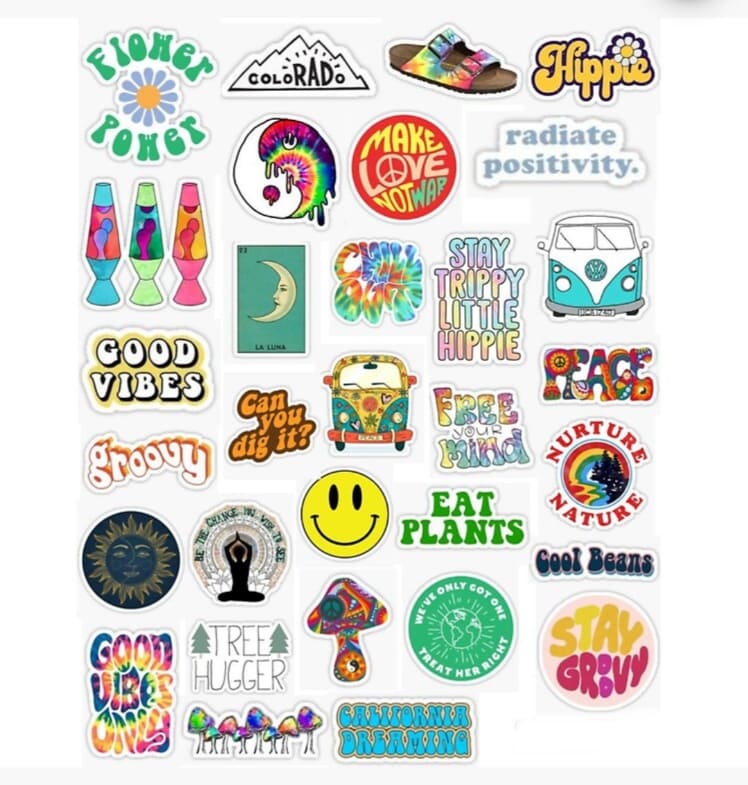 Flower
Power
COLORADO
Hippie
MAKE
LOVE
NOT WAR
radiate
positivity.
LA LUNA
CHILL
OUT
STAY
TRIPPY
LITTLE
HIPPIE
GOOD
VIBES
Can
you
dig it?
PEACE
FREE
YOUR
Mind
PEACE
groovy
NURTURE
NATURE
BE THE CHANGE YOU WISH TO SEE
EAT
PLANTS
Cool Beans
GOOD
VIBES
ONLY
TREE
HUGGER
WE'VE ONLY GOT ONE
TREAT HER RIGHT
STAY
GROOVY
CALIFORNIA
DREAMING